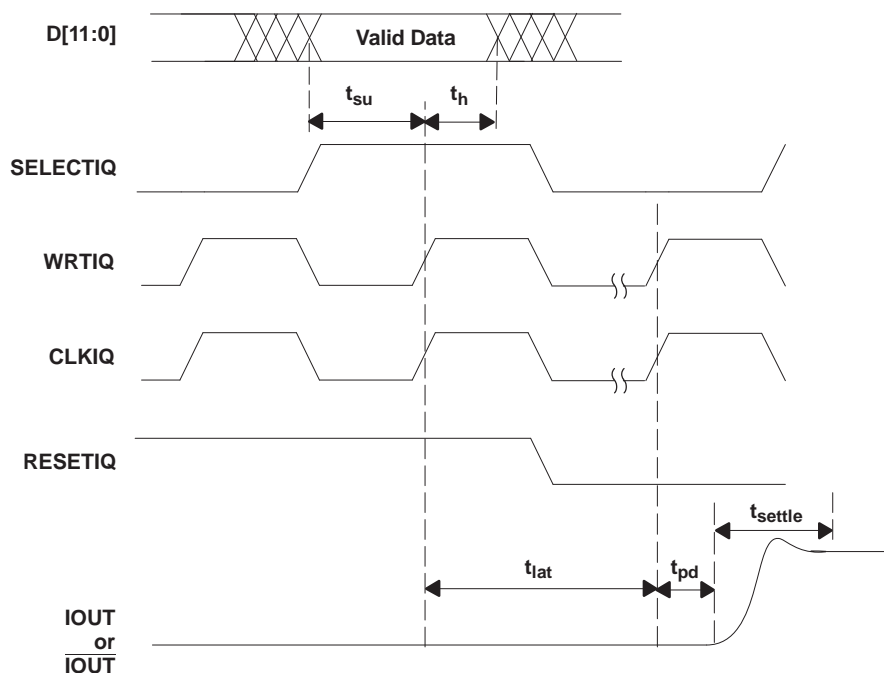 D[11:0]
Valid Data
tsu
th
SELECTIQ
WRTIQ
CLKIQ
RESETIQ
tsettle
tlat
tpd
IOUT
or
IOUT